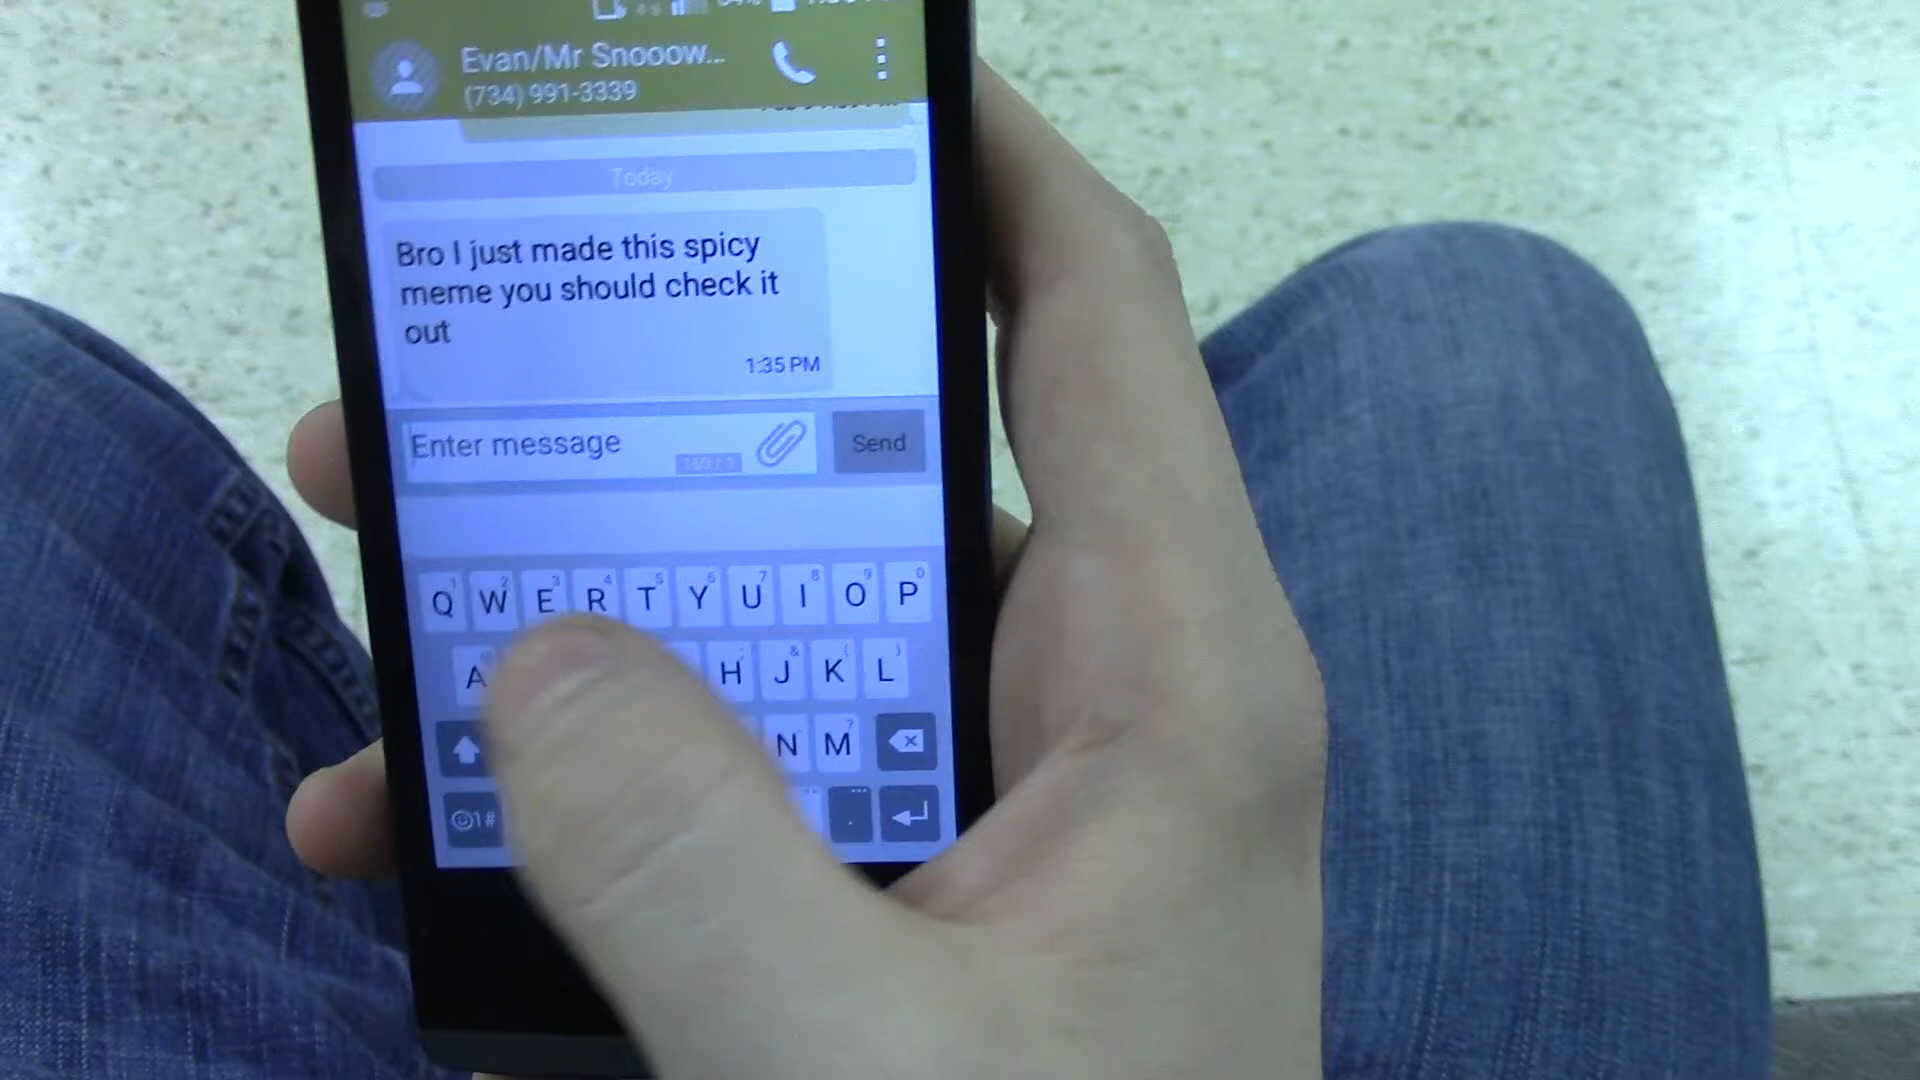 Evan/Mr Snooow...
(734) 991-3339
Today
Bro I just made this spicy
meme you should check it
out
1:35 PM
Enter message
Send
Q W E R T Y U I O P
A H J K L
N M
1#
.